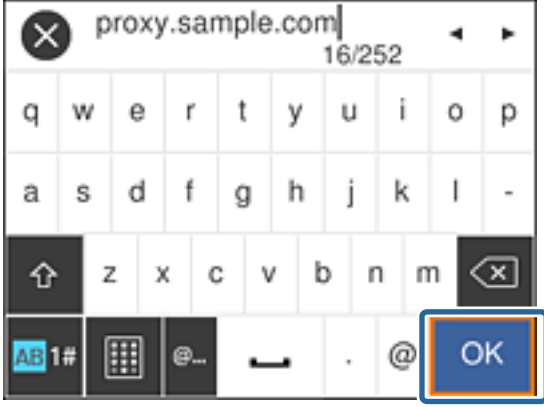 proxy.sample.com
16/252
q w e r t y u i o p
a s d f g h j k l -
z x c v b n m
AB 1# @... . @ OK